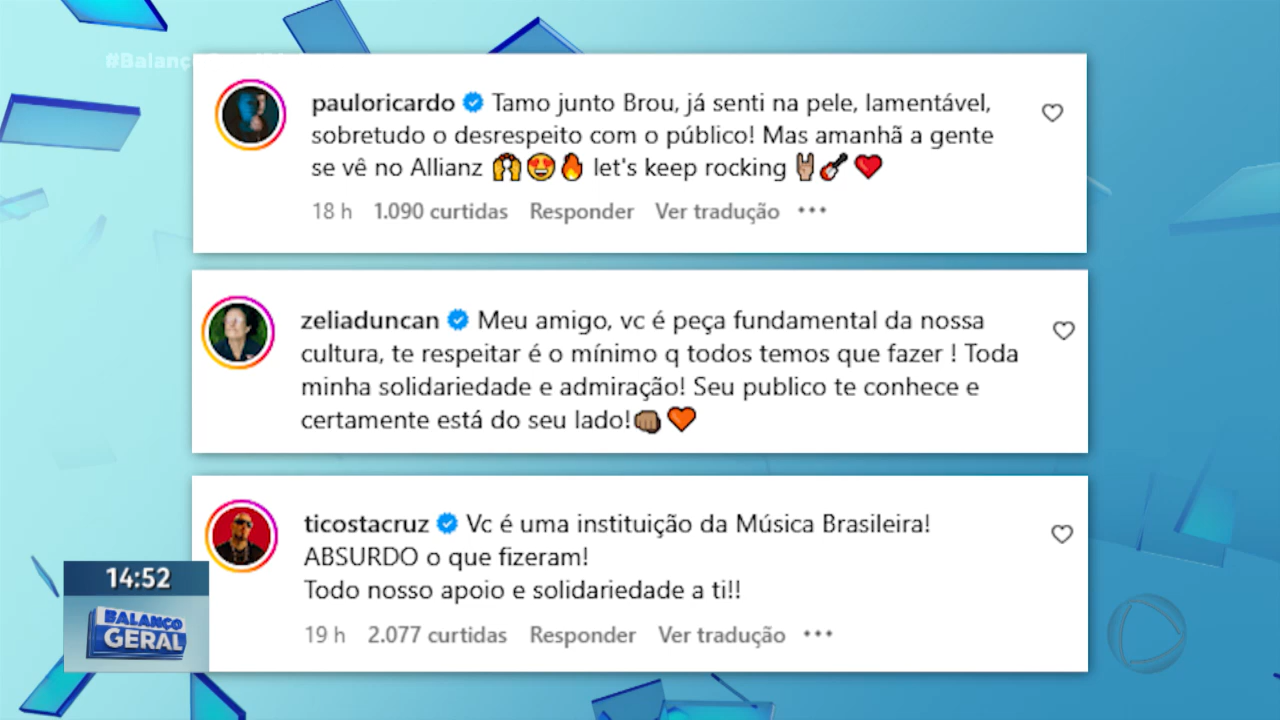 #Balanç
pauloricardo Tamo junto Brou, já senti na pele, lamentável,
sobretudo o desrespeito com o público! Mas amanhã a gente
se vê no Allianz 🙌😍🔥 let's keep rocking 🤘🎸❤️
18 h 1.090 curtidas Responder Ver tradução ...
zeliaduncan Meu amigo, vc é peça fundamental da nossa
cultura, te respeitar é o mínimo q todos temos que fazer ! Toda
minha solidariedade e admiração! Seu publico te conhece e
certamente está do seu lado!👊🏽🧡
ticostacruz Vc é uma instituição da Música Brasileira!
ABSURDO o que fizeram!
Todo nosso apoio e solidariedade a ti!!
19 h 2.077 curtidas Responder Ver tradução ...
14:52
BALANÇO
GERAL